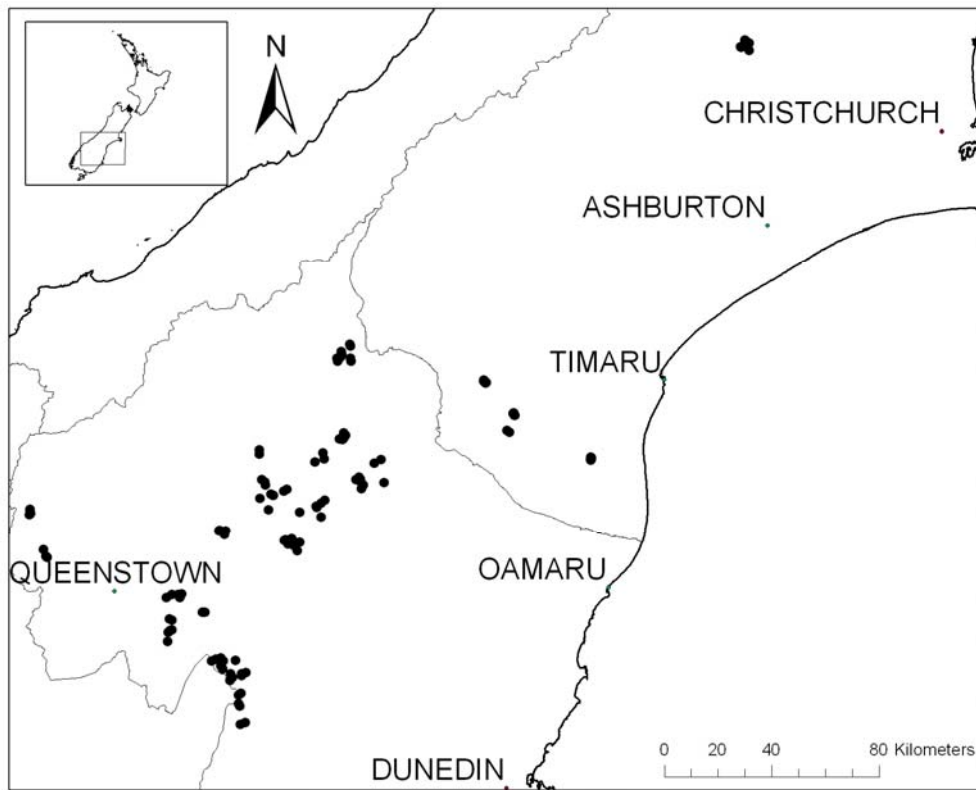 N
CHRISTCHURCH
ASHBURTON
TIMARU
QUEENSTOWN
OAMARU
DUNEDIN
0 20 40 80 Kilometers